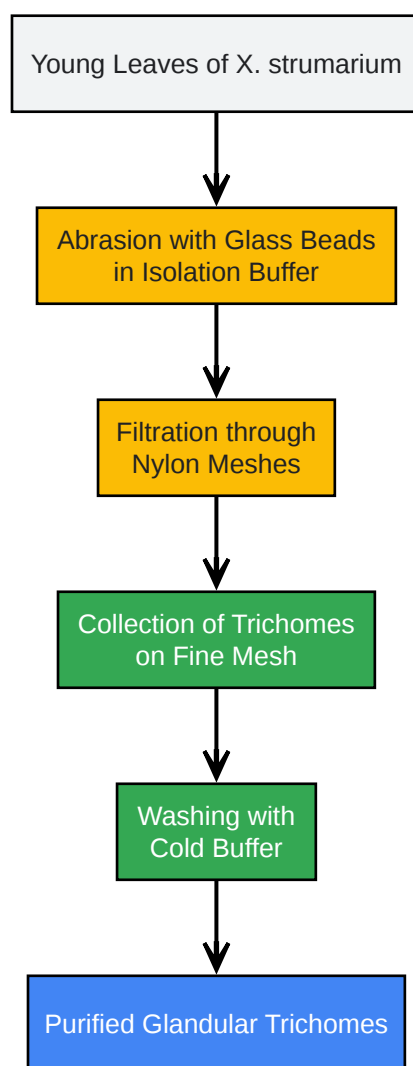 Young Leaves of X. strumarium
Abrasion with Glass Beads
in Isolation Buffer
Filtration through
Nylon Meshes
Collection of Trichomes
on Fine Mesh
Washing with
Cold Buffer
Purified Glandular Trichomes